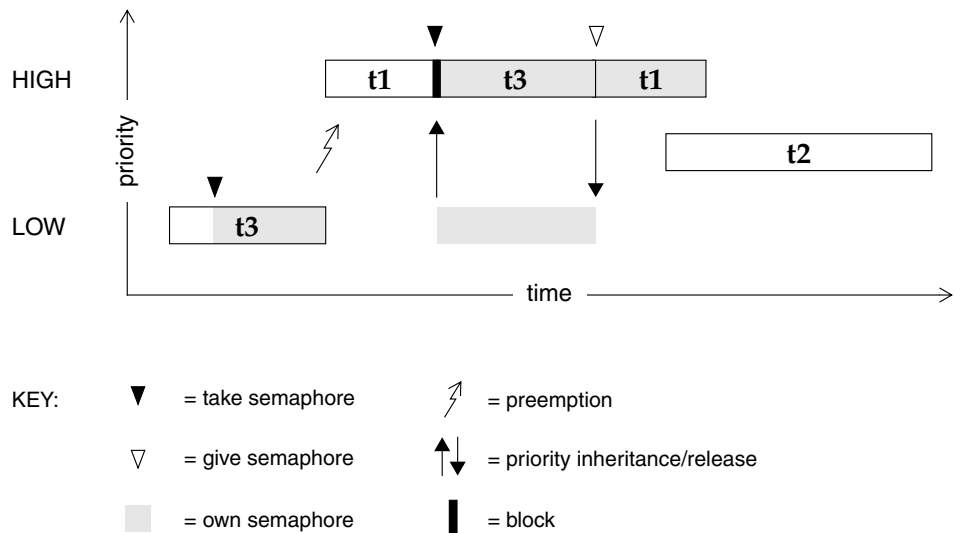 HIGH
t1 t3 t1
priority
t2
LOW
t3
time
KEY:
= take semaphore
= preemption
= give semaphore
= priority inheritance/release
= own semaphore
= block